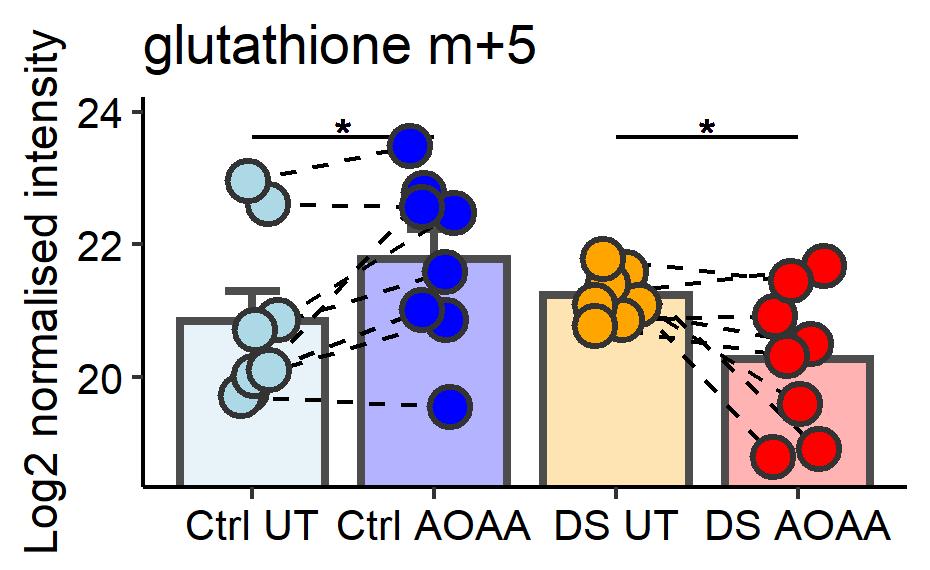 glutathione m+5
Log2 normalised intensity
24
22
20
*
*
Ctrl UT
Ctrl AOAA
DS UT
DS AOAA